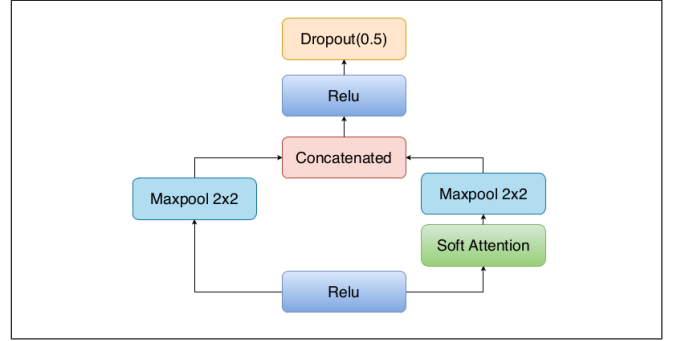 Dropout(0.5)
Relu
Concatenated
Maxpool 2x2
Maxpool 2x2
Soft Attention
Relu